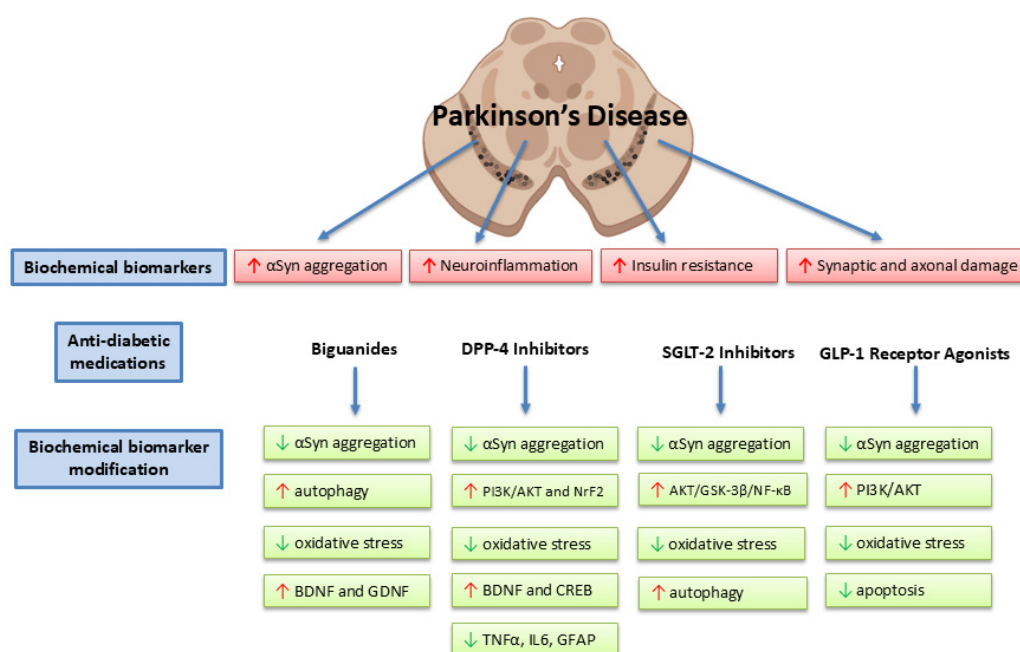 Parkinson's Disease
Biochemical biomarkers
↑ αSyn aggregation
↑ Neuroinflammation
↑ Insulin resistance
↑ Synaptic and axonal damage
Anti-diabetic
medications
Biguanides
DPP-4 Inhibitors
SGLT-2 Inhibitors
GLP-1 Receptor Agonists
Biochemical biomarker
modification
↓ αSyn aggregation
↓ αSyn aggregation
↓ αSyn aggregation
↓ αSyn aggregation
↑ autophagy
↑ PI3K/AKT and NrF2
↑ AKT/GSK-3β/NF-κB
↑ PI3K/AKT
↓ oxidative stress
↓ oxidative stress
↓ oxidative stress
↓ oxidative stress
↑ BDNF and GDNF
↑ BDNF and CREB
↑ autophagy
↓ apoptosis
↓ TNFα, IL6, GFAP